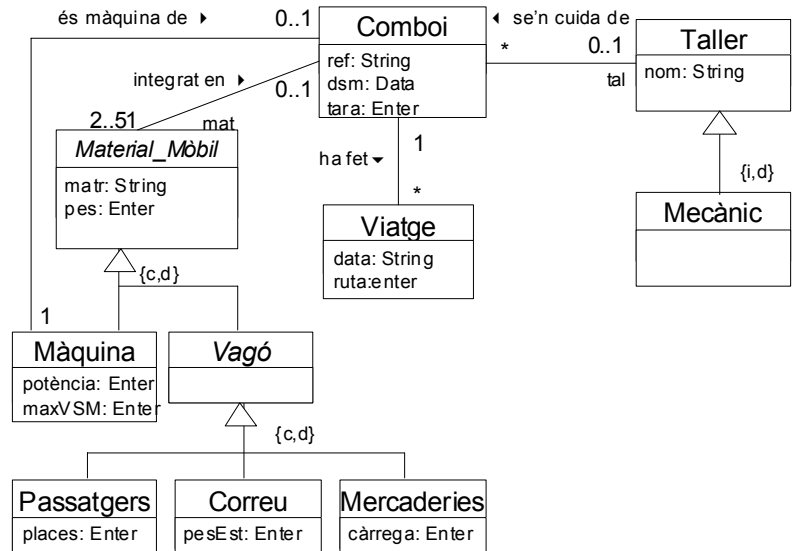 és màquina de ▸
0..1
Comboi
ref: String
dsm: Data
tara: Enter
◂ se'n cuida de
*
0..1
tal
Taller
nom: String
integrat en ▸
0..1
2..51
mat
Material_Mòbil
matr: String
pes: Enter
ha fet ▾
1
*
Viatge
data: String
ruta:enter
{i,d}
Mecànic
{c,d}
1
Màquina
potència: Enter
maxVSM: Enter
Vagó
{c,d}
Passatgers
places: Enter
Correu
pesEst: Enter
Mercaderies
càrrega: Enter